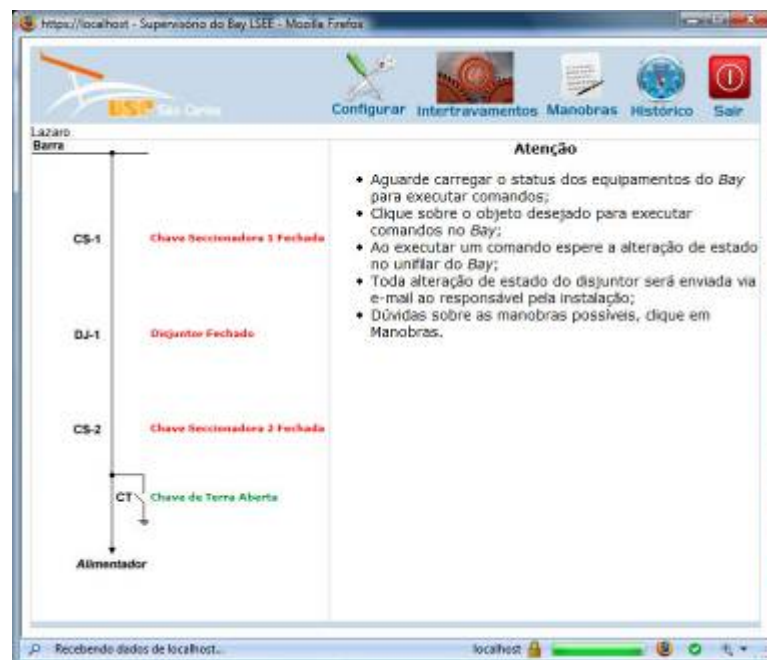 https://localhost - Supervisório do Bay LSEE - Mozilla Firefox
USP São Carlos
Configurar Intertravamentos Manobras Histórico Sair
Lazaro
Barra
Atenção
• Aguarde carregar o status dos equipamentos do Bay
para executar comandos;
• Clique sobre o objeto desejado para executar
comandos no Bay;
• Ao executar um comando espere a alteração de estado
no unifilar do Bay;
• Toda alteração de estado do disjuntor será enviada via
e-mail ao responsável pela instalação;
• Dúvidas sobre as manobras possíveis, clique em
Manobras.
CS-1 Chave Seccionadora 1 Fechada
DJ-1 Disjuntor Fechado
CS-2 Chave Seccionadora 2 Fechada
CT Chave de Terra Aberta
Alimentador
Recebendo dados de localhost... localhost